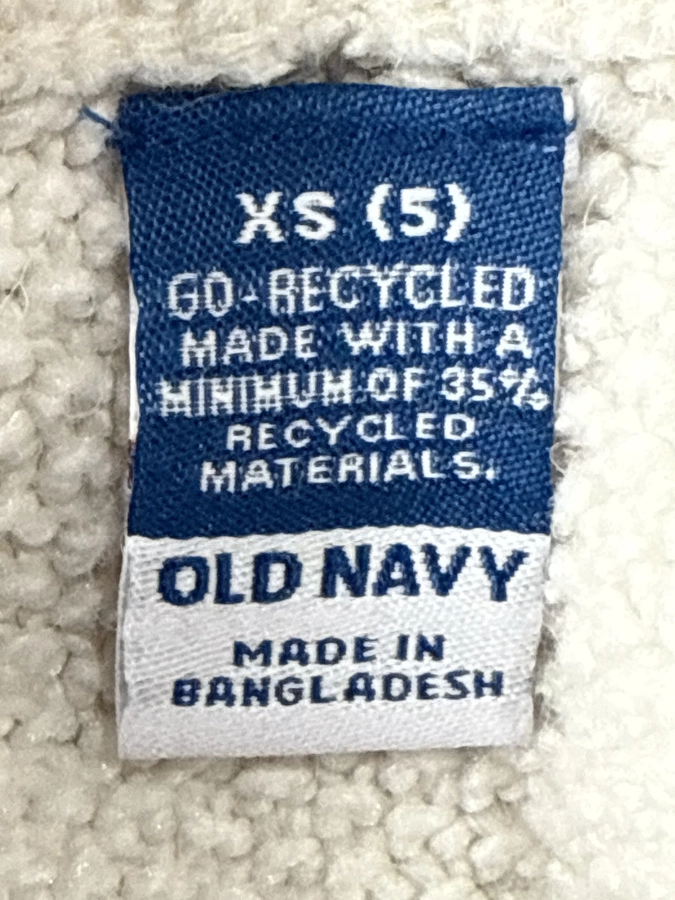 XS (5)
GO-RECYCLED
MADE WITH A
MINIMUM OF 35%
RECYCLED
MATERIALS.
OLD NAVY
MADE IN
BANGLADESH